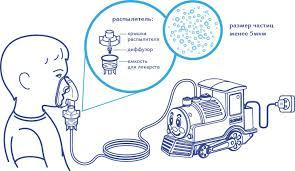 распылитель:
крышка
распылителя
диффузор
емкость
для лекарств
размер частиц
менее 5мкм